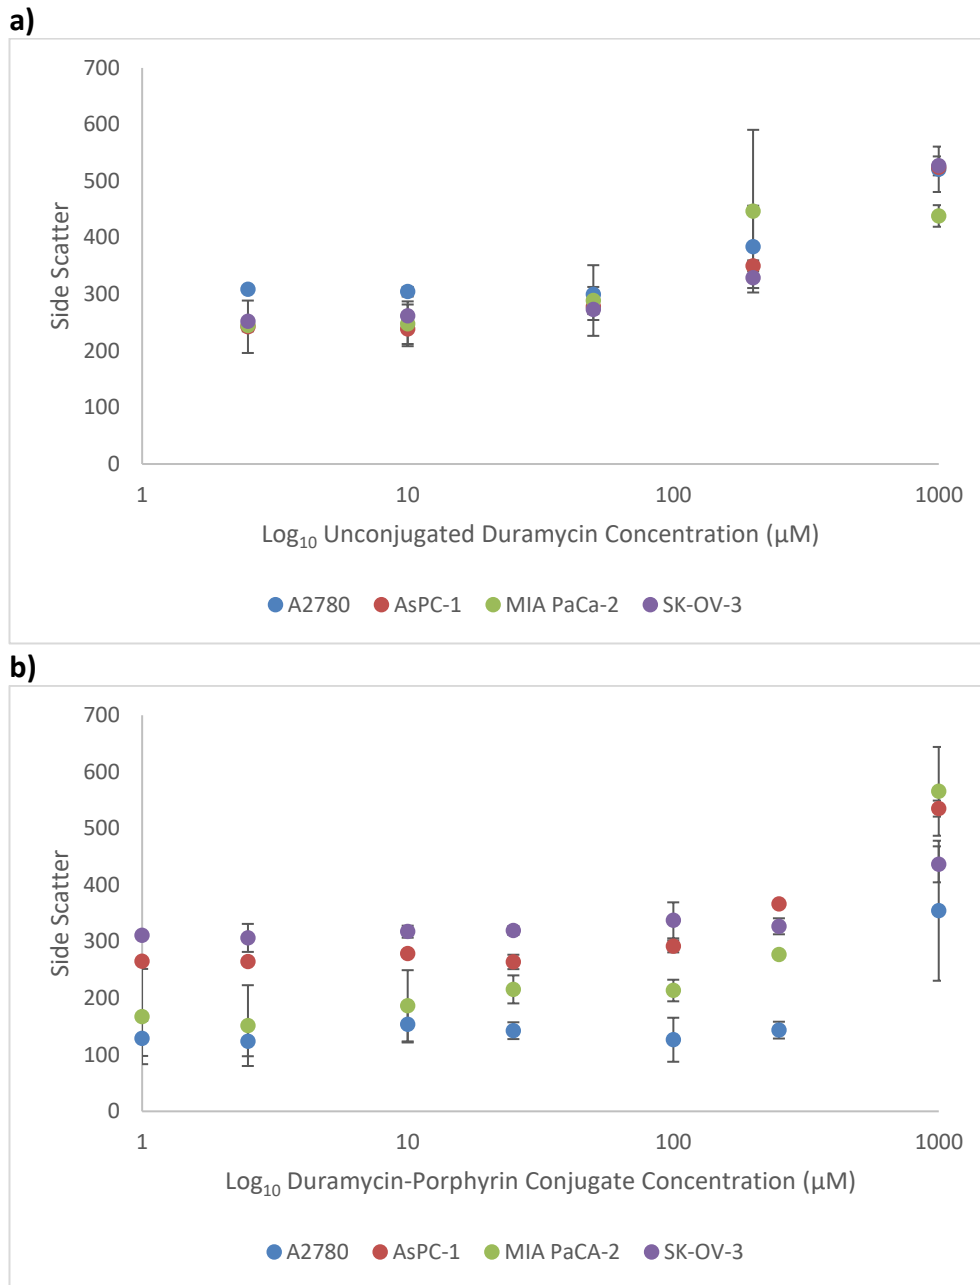 a)
700
600
500
400
300
200
100
0
Side Scatter
1 10 100 1000
Log10 Unconjugated Duramycin Concentration (µM)
A2780 AsPC-1 MIA PaCa-2 SK-OV-3
b)
700
600
500
400
300
200
100
0
Side Scatter
1 10 100 1000
Log10 Duramycin-Porphyrin Conjugate Concentration (µM)
A2780 AsPC-1 MIA PaCA-2 SK-OV-3